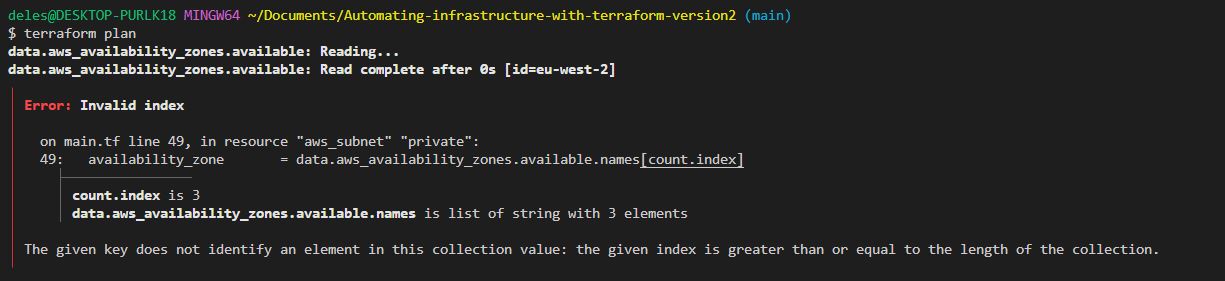 deles@DESKTOP-PURLK18 MINGW64 ~/Documents/Automating-infrastructure-with-terraform-version2 (main)
$ terraform plan
data.aws_availability_zones.available: Reading...
data.aws_availability_zones.available: Read complete after 0s [id=eu-west-2]
Error: Invalid index
on main.tf line 49, in resource "aws_subnet" "private":
49:   availability_zone       = data.aws_availability_zones.available.names[count.index]
count.index is 3
data.aws_availability_zones.available.names is list of string with 3 elements
The given key does not identify an element in this collection value: the given index is greater than or equal to the length of the collection.